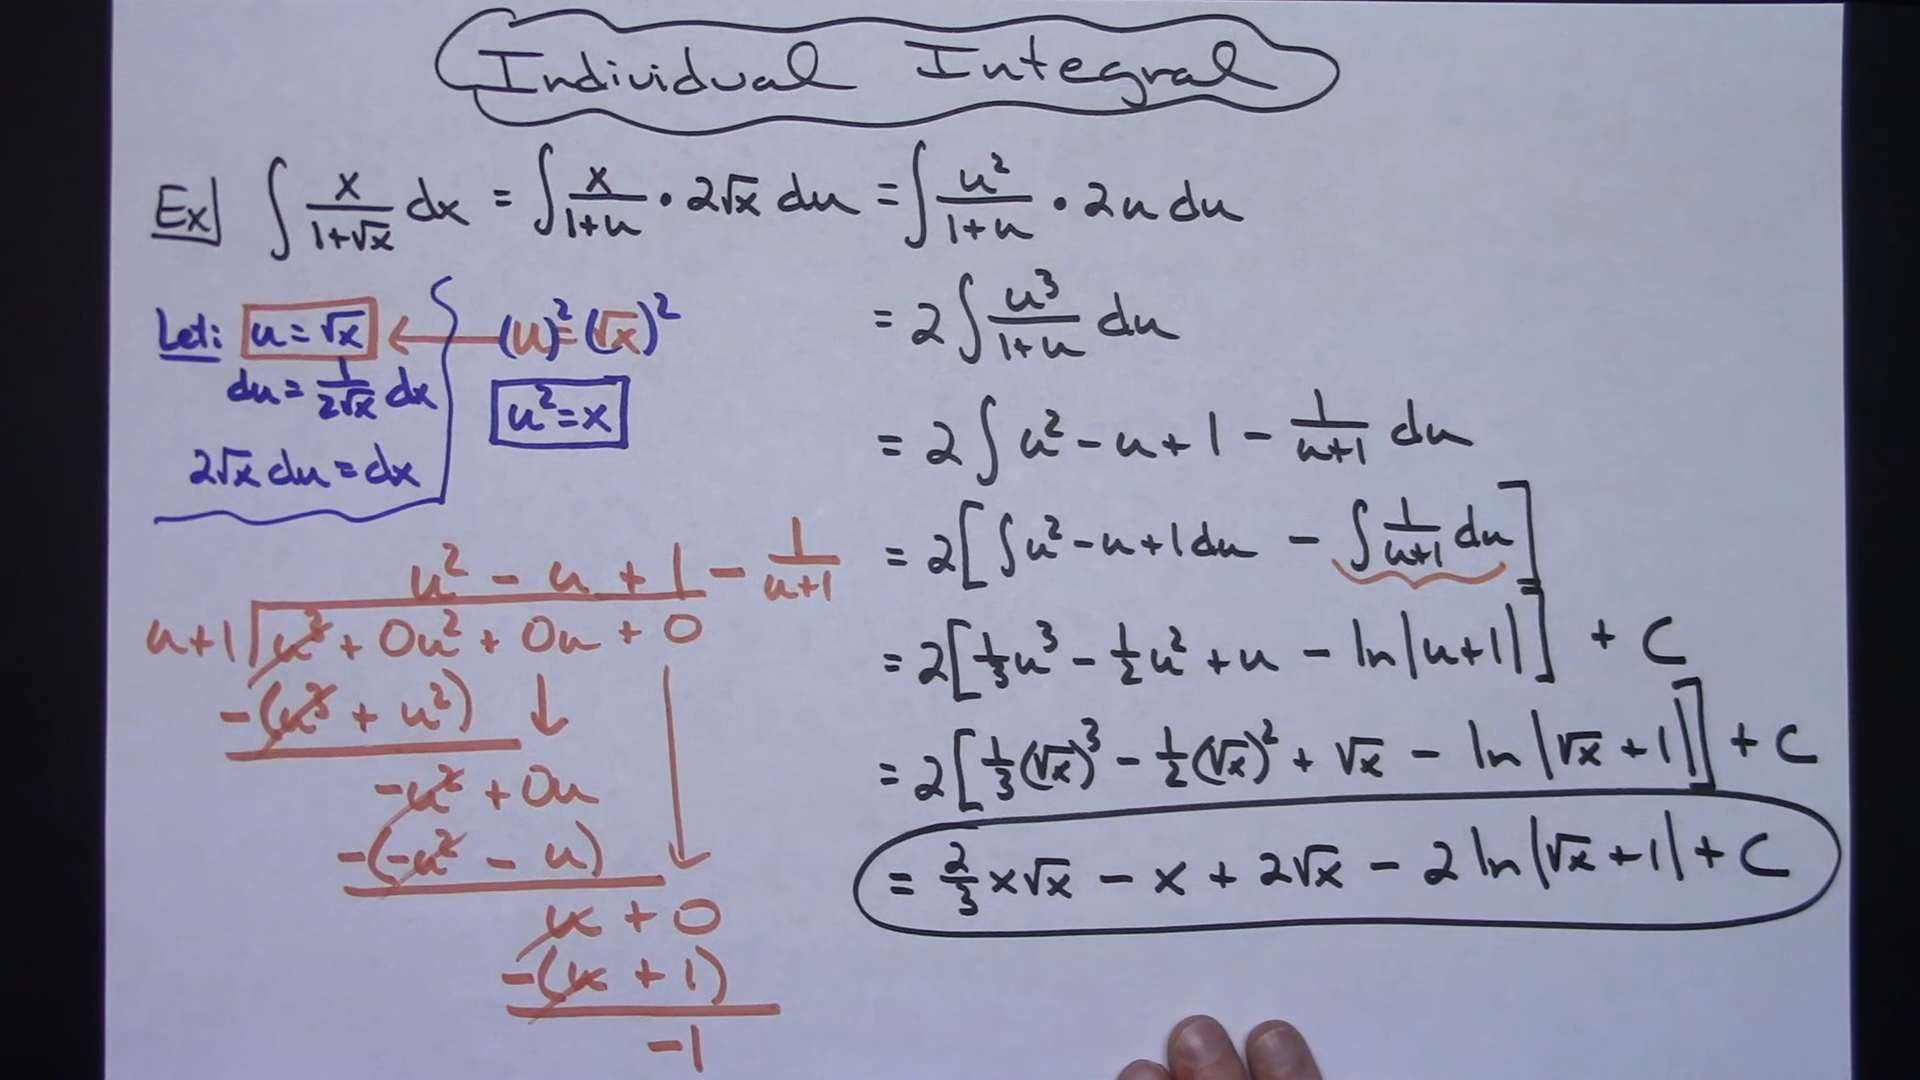 Individual Integral
Ex] ∫ x/(1+√x) dx = ∫ x/(1+u) • 2√x du = ∫ u²/(1+u) • 2u du
= 2 ∫ u³/(1+u) du
Let: u = √x ← (u)² = (√x)²
du = 1/(2√x) dx
u² = x
2√x du = dx
= 2 ∫ u² - u + 1 - 1/(u+1) du
= 2[∫ u² - u + 1 du - ∫ 1/(u+1) du]
= 2[1/3 u³ - 1/2 u² + u - ln|u+1|] + C
= 2[1/3 (√x)³ - 1/2 (√x)² + √x - ln|√x + 1|] + C
= 2/3 x√x - x + 2√x - 2 ln|√x + 1| + C
u² - u + 1 - 1/(u+1)
u+1 ⟌ u³ + 0u² + 0u + 0
-(u³ + u²)
-u² + 0u
-(-u² - u)
u + 0
-(u + 1)
-1